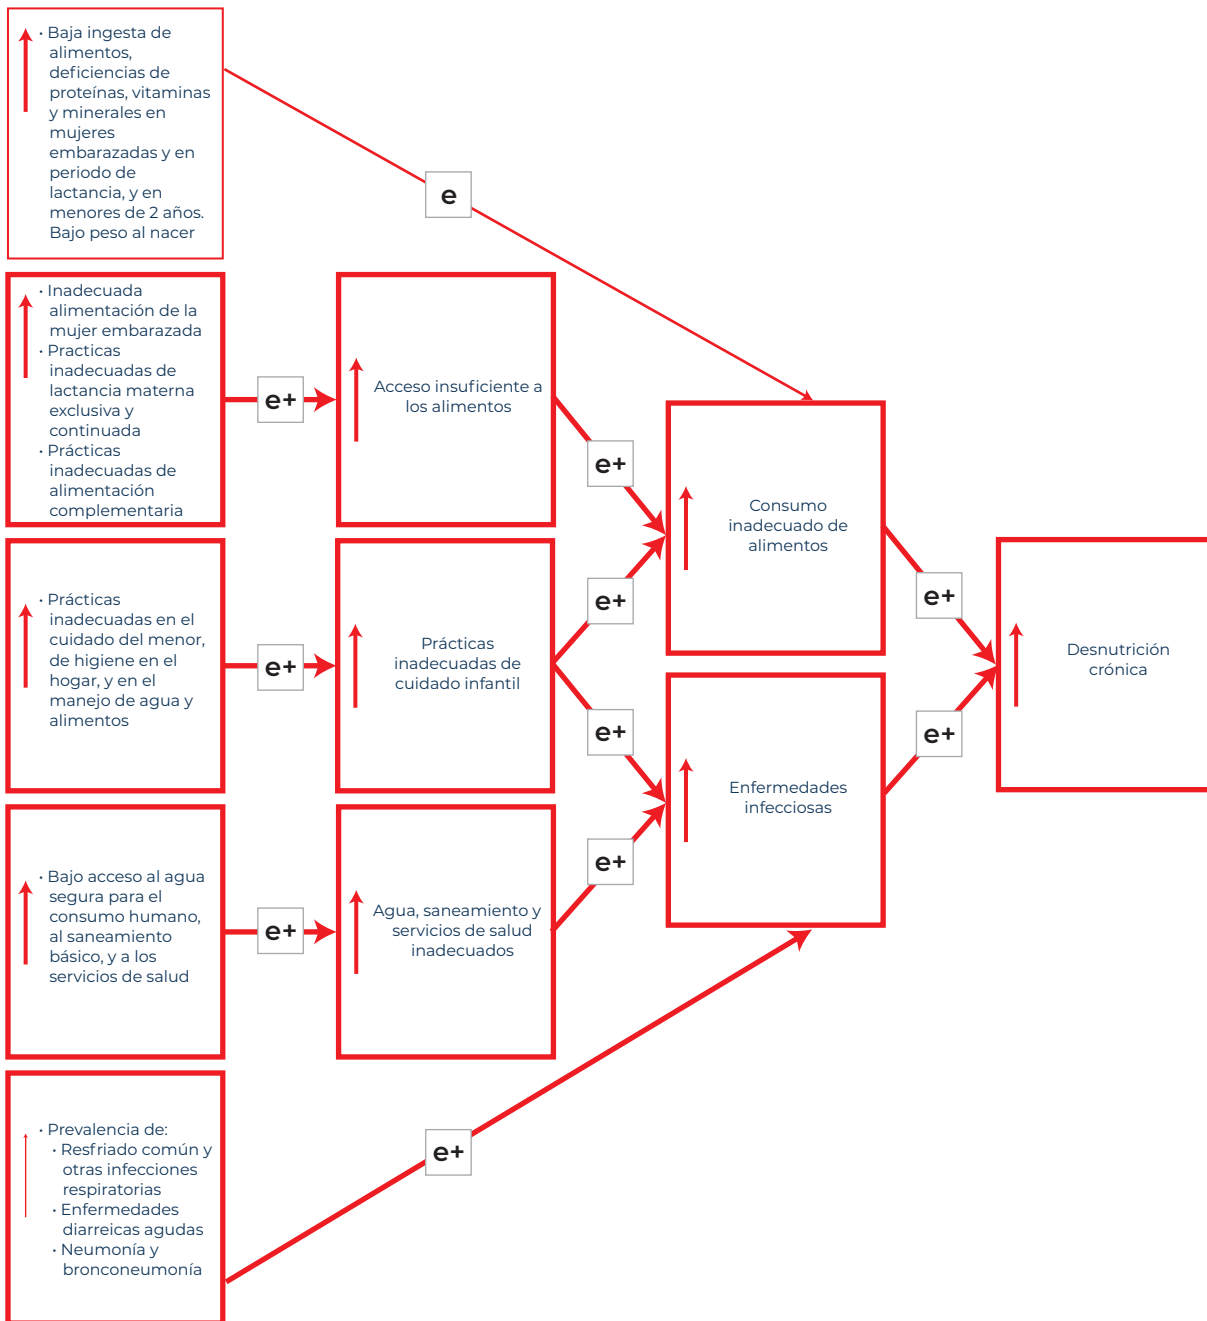 · Baja ingesta de
alimentos,
deficiencias de
proteínas, vitaminas
y minerales en
mujeres
embarazadas y en
periodo de
lactancia, y en
menores de 2 años.
Bajo peso al nacer
e
· Inadecuada
alimentación de la
mujer embarazada
· Practicas
inadecuadas de
lactancia materna
exclusiva y
continuada
· Prácticas
inadecuadas de
alimentación
complementaria
e+
Acceso insuficiente a
los alimentos
e+
· Prácticas
inadecuadas en el
cuidado del menor,
de higiene en el
hogar, y en el
manejo de agua y
alimentos
e+
Prácticas
inadecuadas de
cuidado infantil
e+
e+
· Bajo acceso al agua
segura para el
consumo humano,
al saneamiento
básico, y a los
servicios de salud
e+
Agua, saneamiento y
servicios de salud
inadecuados
e+
· Prevalencia de:
· Resfriado común y
otras infecciones
respiratorias
· Enfermedades
diarreicas agudas
· Neumonía y
bronconeumonía
e+
Consumo
inadecuado de
alimentos
e+
Enfermedades
infecciosas
e+
Desnutrición
crónica